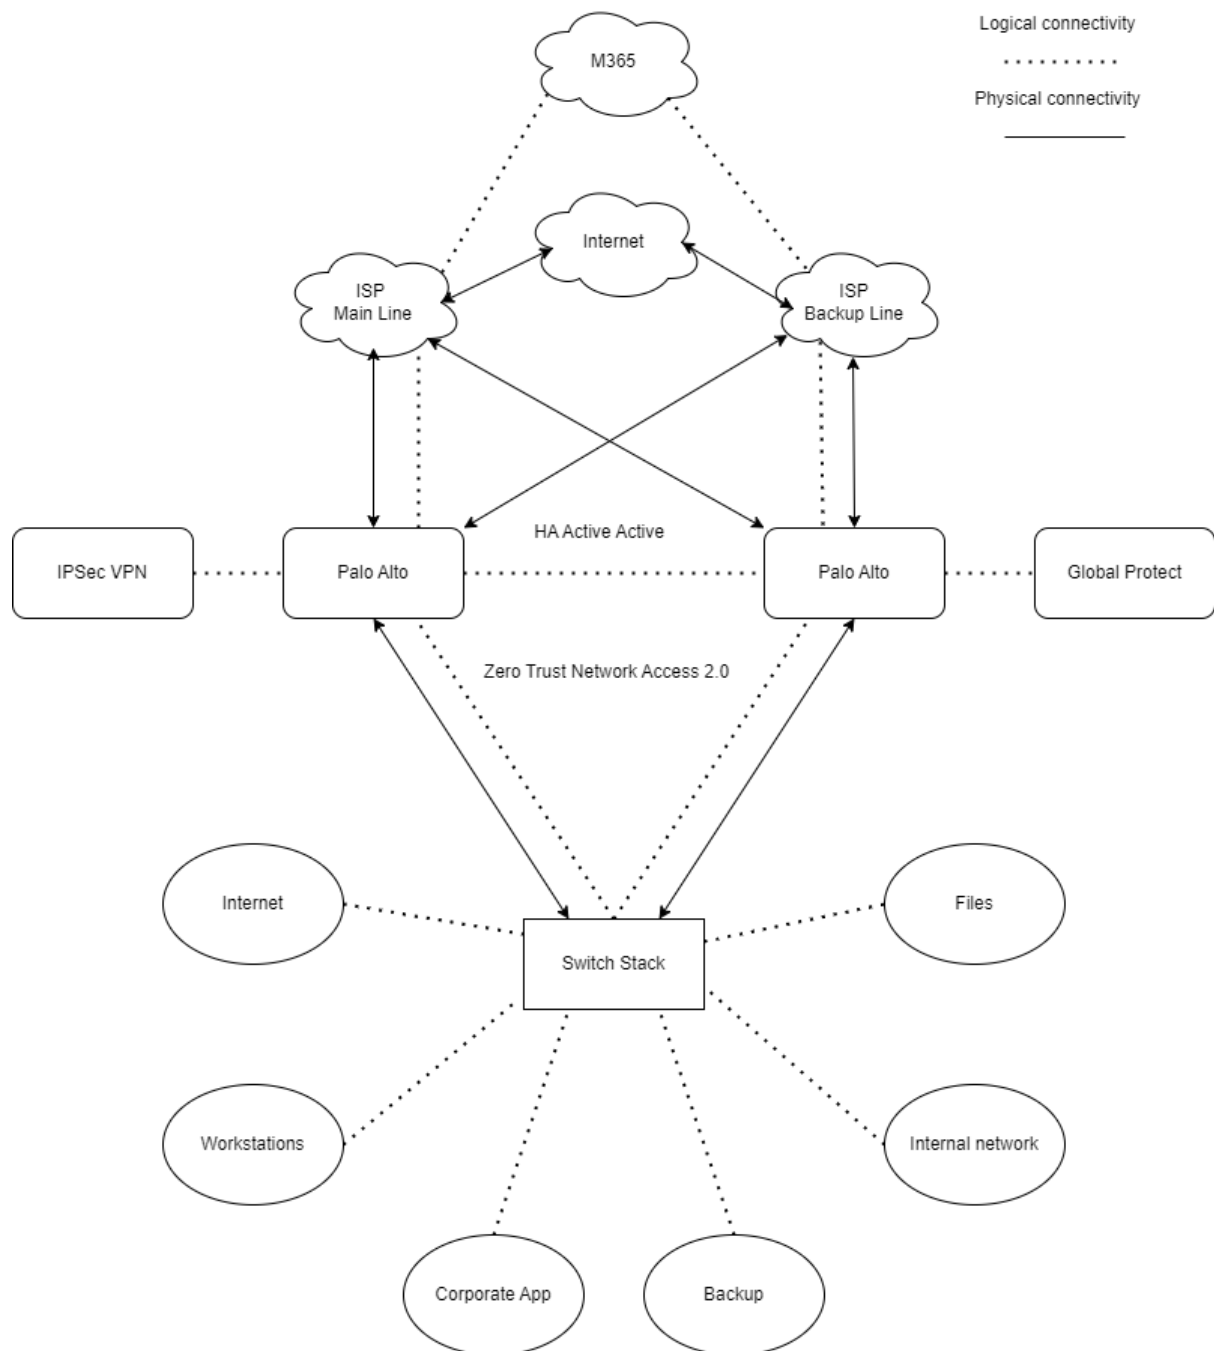 Logical connectivity
M365
Physical connectivity
Internet
ISP
Main Line
ISP
Backup Line
HA Active Active
IPSec VPN
Palo Alto
Palo Alto
Global Protect
Zero Trust Network Access 2.0
Internet
Files
Switch Stack
Workstations
Internal network
Corporate App
Backup